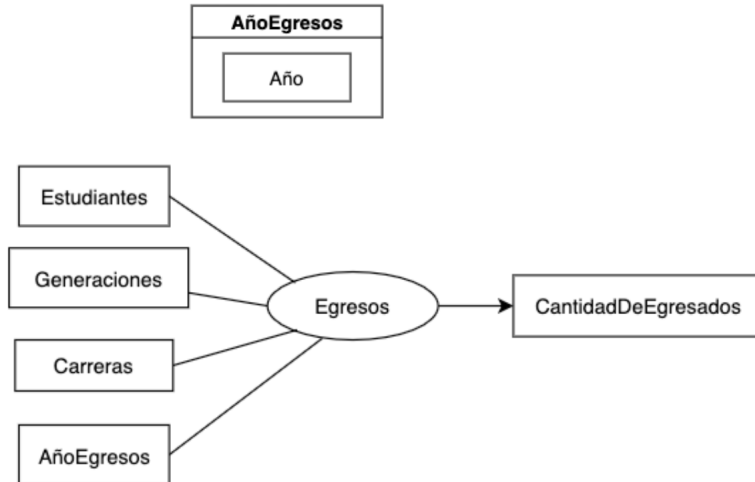 AñoEgresos
Año
Estudiantes
Generaciones
Carreras
AñoEgresos
Egresos
CantidadDeEgresados